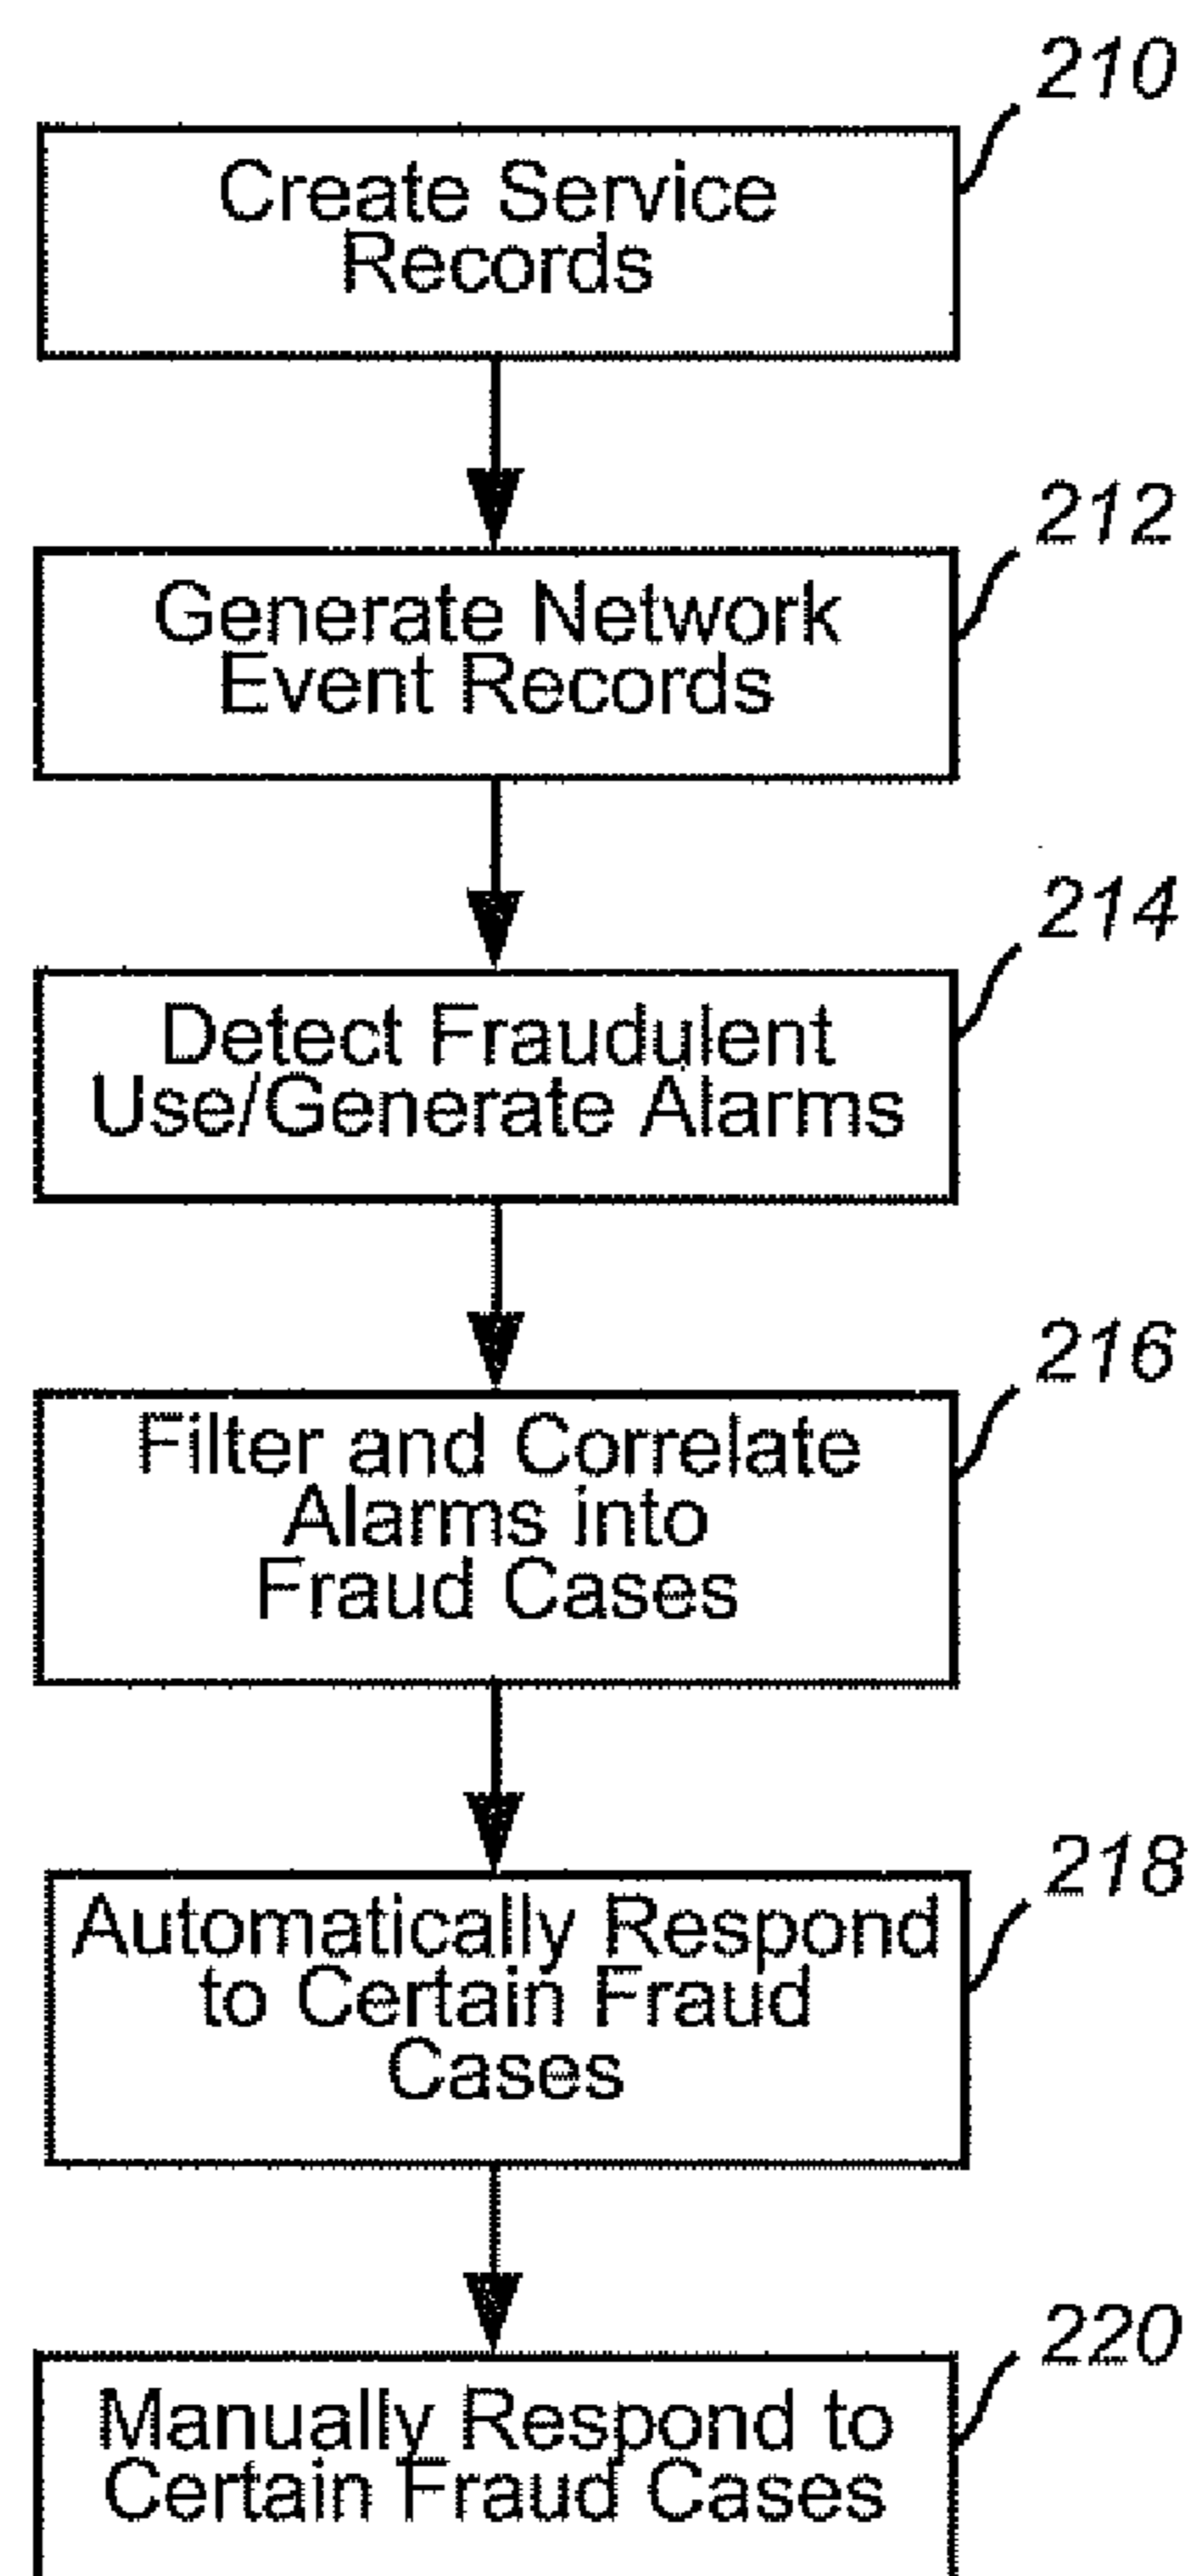 210
Create Service
Records
212
Generate Network
Event Records
214
Detect Fraudulent
Use/Generate Alarms
216
Filter and Correlate
Alarms into
Fraud Cases
218
Automatically Respond
to Certain Fraud
Cases
220
Manually Respond to
Certain Fraud Cases